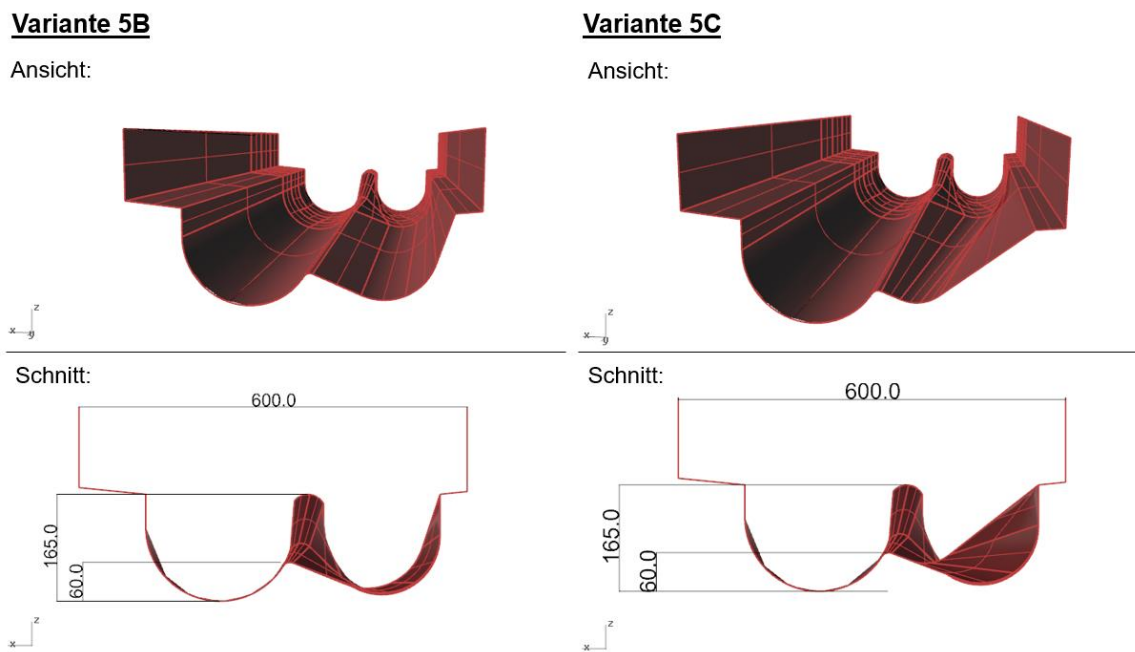 Variante 5B
Ansicht:
z
x
y
Schnitt:
600.0
165.0
60.0
z
x
Variante 5C
Ansicht:
z
x
y
Schnitt:
600.0
165.0
60.0
z
x